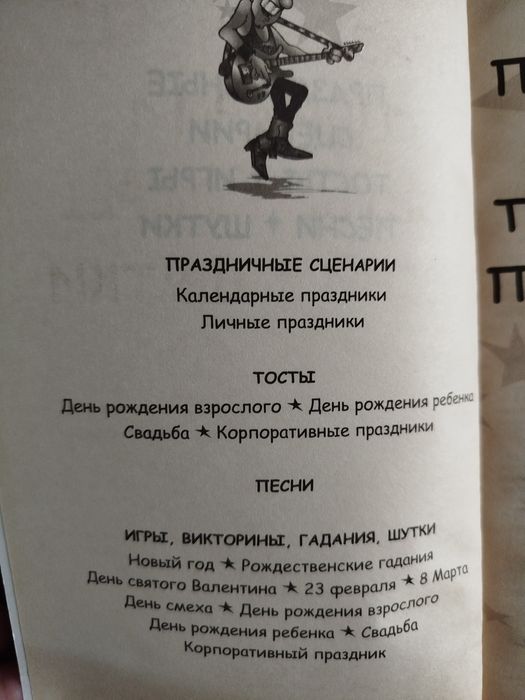 ПРАЗДНИЧНЫЕ СЦЕНАРИИ
Календарные праздники
Личные праздники
ТОСТЫ
День рождения взрослого ★ День рождения ребенка
Свадьба ★ Корпоративные праздники
ПЕСНИ
ИГРЫ, ВИКТОРИНЫ, ГАДАНИЯ, ШУТКИ
Новый год ★ Рождественские гадания
День святого Валентина ★ 23 февраля ★ 8 Марта
День смеха ★ День рождения взрослого
День рождения ребенка ★ Свадьба
Корпоративный праздник